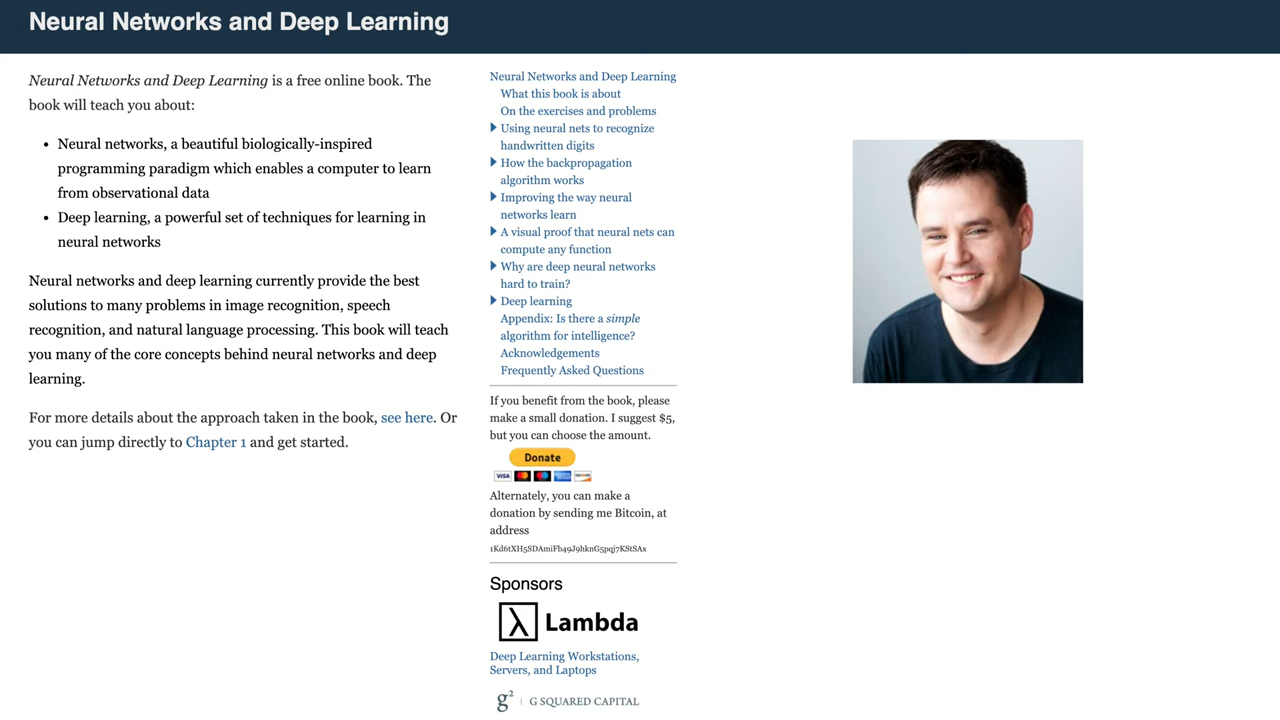 Neural Networks and Deep Learning
Neural Networks and Deep Learning is a free online book. The
book will teach you about:
• Neural networks, a beautiful biologically-inspired
programming paradigm which enables a computer to learn
from observational data
• Deep learning, a powerful set of techniques for learning in
neural networks
Neural networks and deep learning currently provide the best
solutions to many problems in image recognition, speech
recognition, and natural language processing. This book will teach
you many of the core concepts behind neural networks and deep
learning.
For more details about the approach taken in the book, see here. Or
you can jump directly to Chapter 1 and get started.
Neural Networks and Deep Learning
What this book is about
On the exercises and problems
Using neural nets to recognize
handwritten digits
How the backpropagation
algorithm works
Improving the way neural
networks learn
A visual proof that neural nets can
compute any function
Why are deep neural networks
hard to train?
Deep learning
Appendix: Is there a simple
algorithm for intelligence?
Acknowledgements
Frequently Asked Questions
If you benefit from the book, please
make a small donation. I suggest $5,
but you can choose the amount.
Donate
VISA
Alternately, you can make a
donation by sending me Bitcoin, at
address
1Kd6tXH5SDAmiFb49J9hknG5pqj7KStSAx
Sponsors
λ Lambda
Deep Learning Workstations,
Servers, and Laptops
g² | G SQUARED CAPITAL